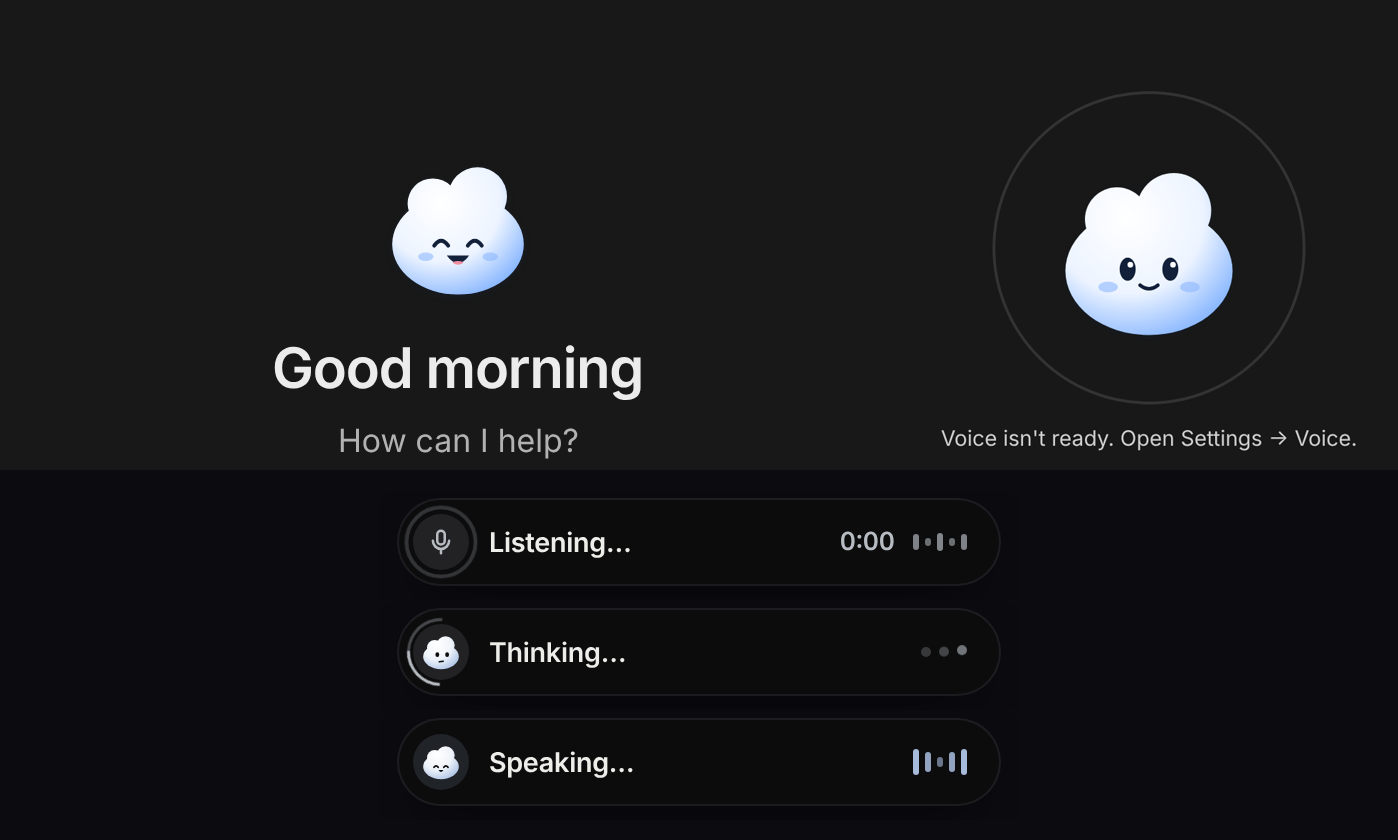 Good morning
How can I help?
Voice isn't ready. Open Settings → Voice.
Listening...
0:00
Thinking...
Speaking...